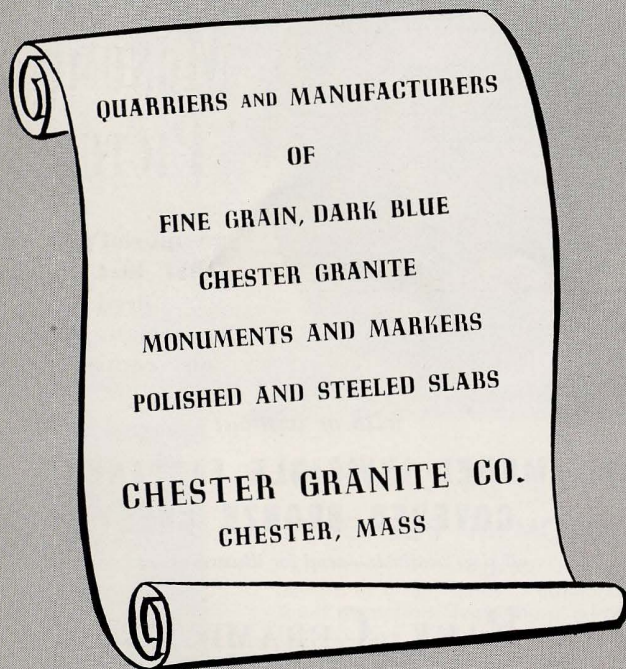 QUARRIERS AND MANUFACTURERS
OF
FINE GRAIN, DARK BLUE
CHESTER GRANITE
MONUMENTS AND MARKERS
POLISHED AND STEELED SLABS
CHESTER GRANITE CO.
CHESTER, MASS